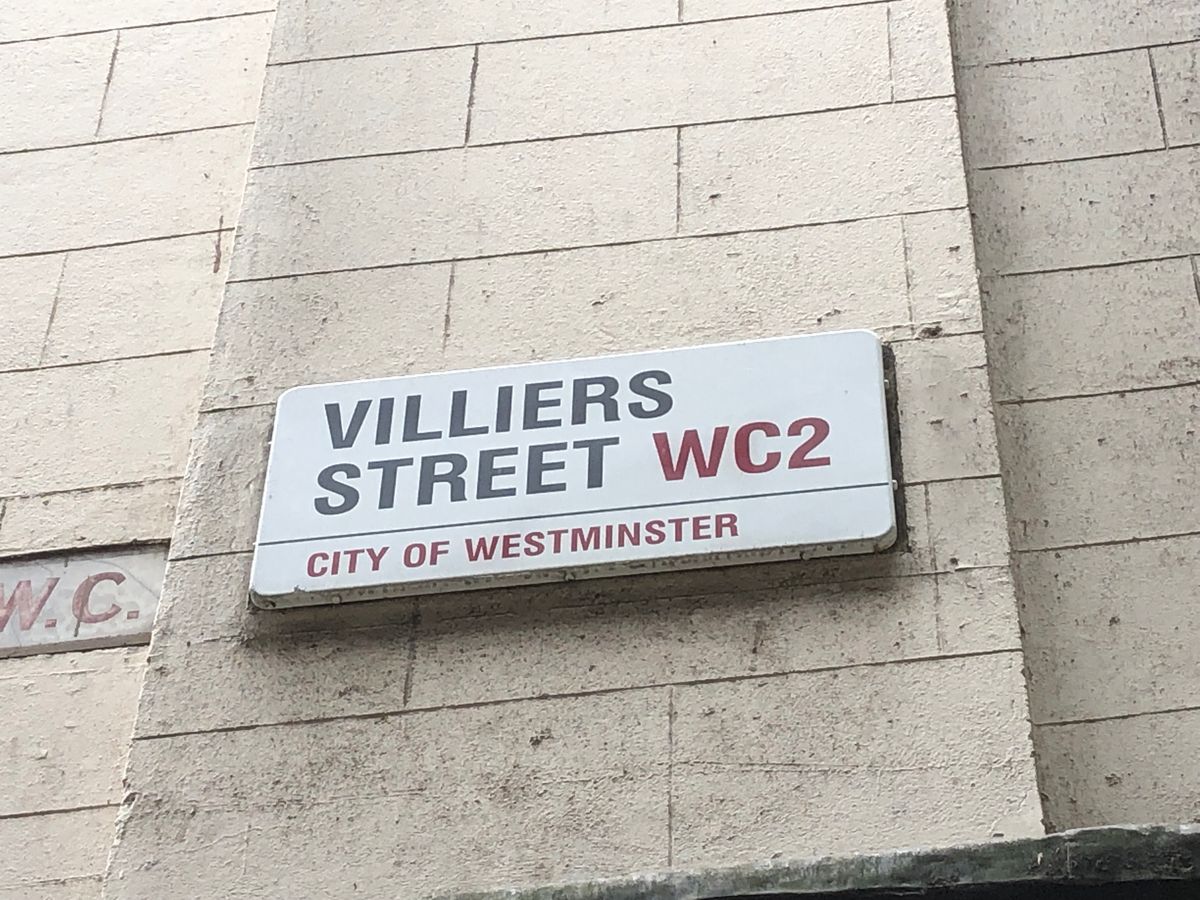 VILLIERS
STREET WC2
CITY OF WESTMINSTER
W.C.